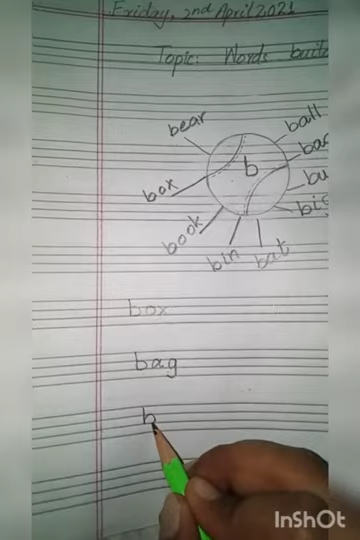 Friday, 2nd April 2021
Topic: Words
bear
ball
b
box
book
bin
bat
box
bag
b
InShOt